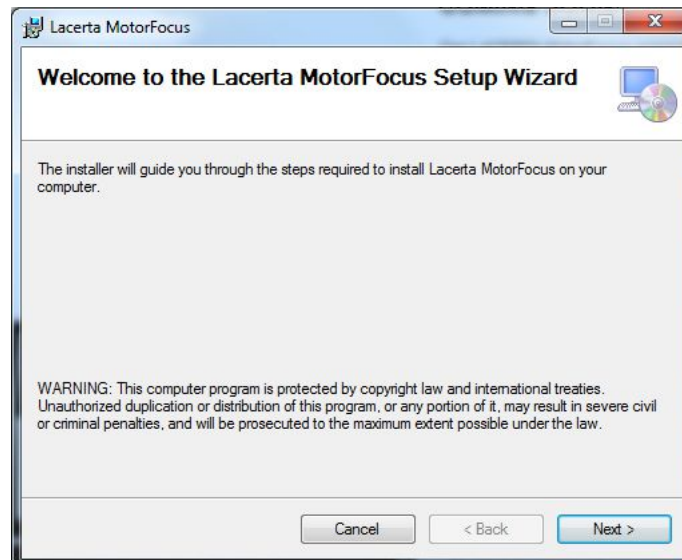 Lacerta MotorFocus
Welcome to the Lacerta MotorFocus Setup Wizard
The installer will guide you through the steps required to install Lacerta MotorFocus on your
computer.
WARNING: This computer program is protected by copyright law and international treaties.
Unauthorized duplication or distribution of this program, or any portion of it, may result in severe civil
or criminal penalties, and will be prosecuted to the maximum extent possible under the law.
Cancel
< Back
Next >